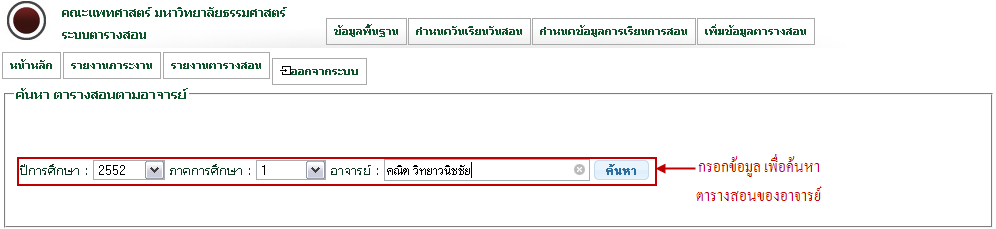 คณะแพทศาสตร์ มหาวิทยาลัยธรรมศาสตร์
ระบบตารางสอน
ข้อมูลพื้นฐาน กำหนดวันเรียนวันสอน กำหนดข้อมูลการเรียนการสอน เพิ่มข้อมูลตารางสอน
หน้าหลัก รายงานภาระงาน รายงานตารางสอน ออกจากระบบ
ค้นหา ตารางสอนตามอาจารย์
ปีการศึกษา : 2552 ภาคการศึกษา : 1 อาจารย์ : คณิต วิทยาวนิชชัย ค้นหา
กรอกข้อมูล เพื่อค้นหา
ตารางสอนของอาจารย์